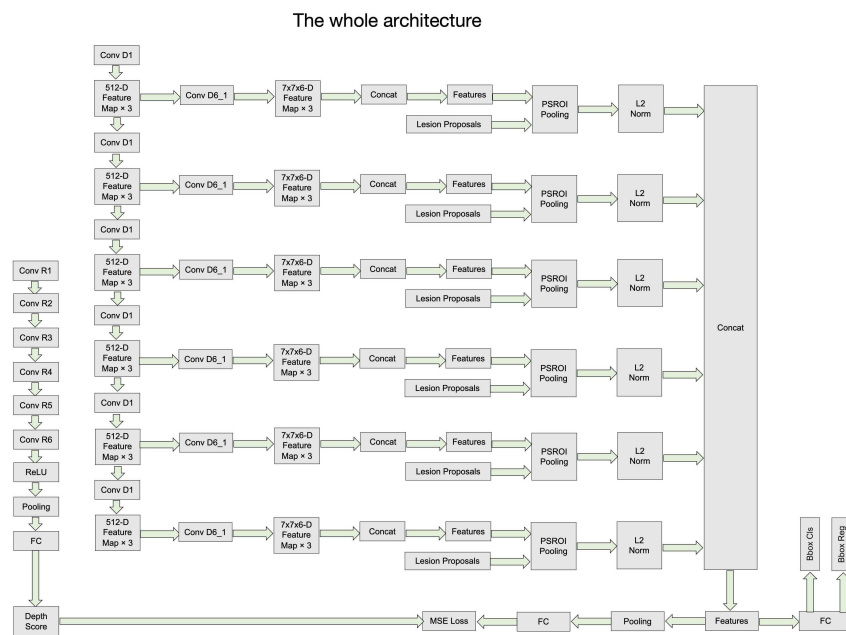 The whole architecture
Conv D1
512-D
Feature
Map × 3
Conv D6_1
7x7x6-D
Feature
Map × 3
Concat
Features
Lesion Proposals
PSROI
Pooling
L2
Norm
Conv D1
512-D
Feature
Map × 3
Conv D6_1
7x7x6-D
Feature
Map × 3
Concat
Features
Lesion Proposals
PSROI
Pooling
L2
Norm
Conv D1
512-D
Feature
Map × 3
Conv D6_1
7x7x6-D
Feature
Map × 3
Concat
Features
Lesion Proposals
PSROI
Pooling
L2
Norm
Conv D1
512-D
Feature
Map × 3
Conv D6_1
7x7x6-D
Feature
Map × 3
Concat
Features
Lesion Proposals
PSROI
Pooling
L2
Norm
Conv D1
512-D
Feature
Map × 3
Conv D6_1
7x7x6-D
Feature
Map × 3
Concat
Features
Lesion Proposals
PSROI
Pooling
L2
Norm
Conv D1
512-D
Feature
Map × 3
Conv D6_1
7x7x6-D
Feature
Map × 3
Concat
Features
Lesion Proposals
PSROI
Pooling
L2
Norm
Concat
Conv R1
Conv R2
Conv R3
Conv R4
Conv R5
Conv R6
ReLU
Pooling
FC
Depth
Score
MSE Loss
FC
Pooling
Features
FC
Bbox Cls
Bbox Reg